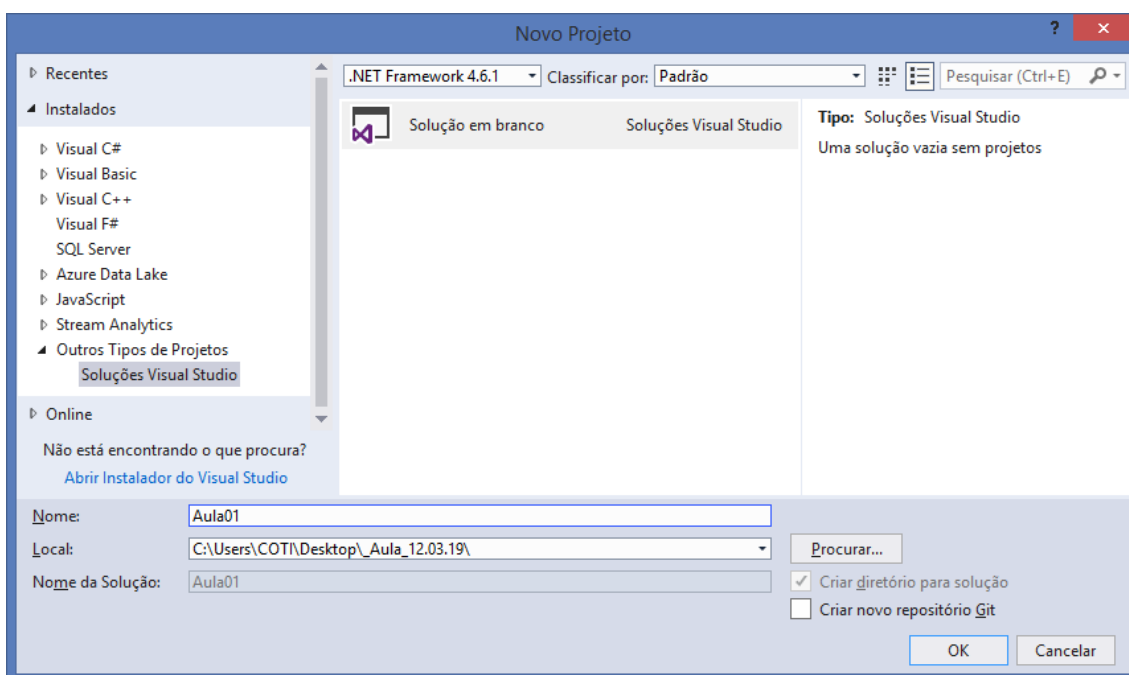 Novo Projeto
?
Recentes
Instalados
Visual C#
Visual Basic
Visual C++
Visual F#
SQL Server
Azure Data Lake
JavaScript
Stream Analytics
Outros Tipos de Projetos
Soluções Visual Studio
Online
Não está encontrando o que procura?
Abrir Instalador do Visual Studio
.NET Framework 4.6.1 Classificar por: Padrão Pesquisar (Ctrl+E)
Solução em branco Soluções Visual Studio
Tipo: Soluções Visual Studio
Uma solução vazia sem projetos
Nome: Aula01
Local: C:\Users\COTI\Desktop\_Aula_12.03.19\ Procurar...
Nome da Solução: Aula01
Criar diretório para solução
Criar novo repositório Git
OK Cancelar